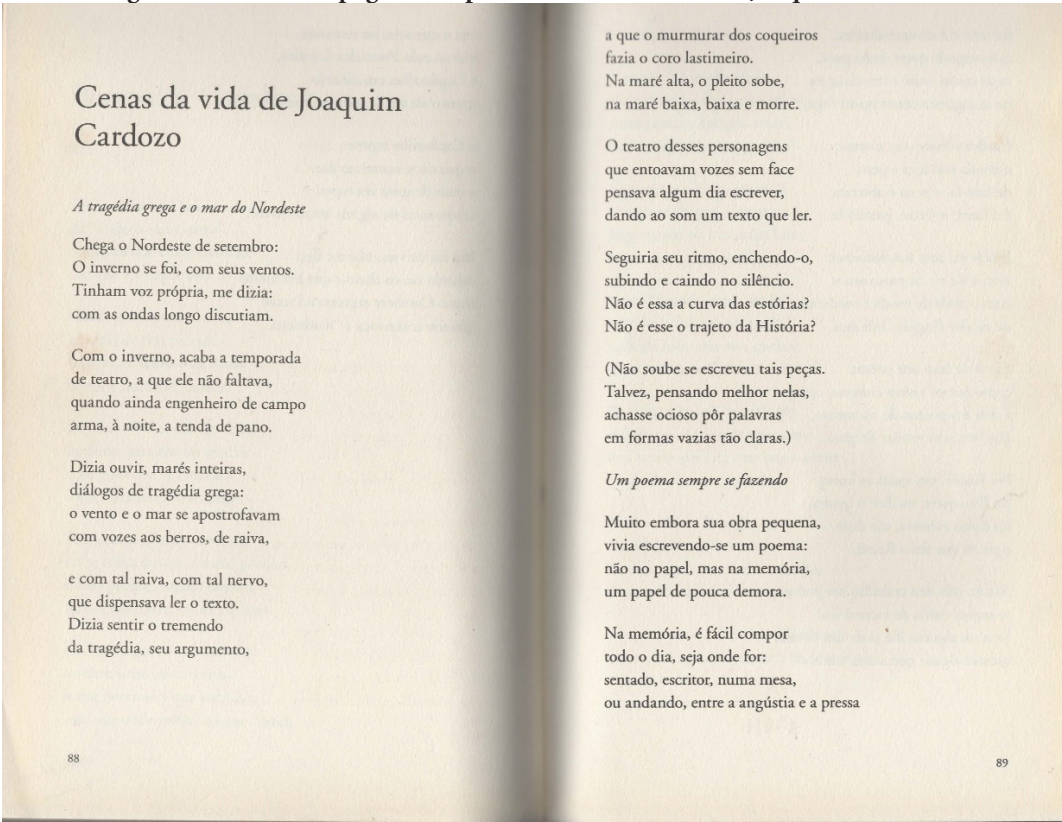 Cenas da vida de Joaquim
Cardozo
A tragédia grega e o mar do Nordeste
Chega o Nordeste de setembro:
O inverno se foi, com seus ventos.
Tinham voz própria, me dizia:
com as ondas longo discutiam.
Com o inverno, acaba a temporada
de teatro, a que ele não faltava,
quando ainda engenheiro de campo
arma, à noite, a tenda de pano.
Dizia ouvir, marés inteiras,
diálogos de tragédia grega:
o vento e o mar se apostrofavam
com vozes aos berros, de raiva,
e com tal raiva, com tal nervo,
que dispensava ler o texto.
Dizia sentir o tremendo
da tragédia, seu argumento,
88
a que o murmurar dos coqueiros
fazia o coro lastimeiro.
Na maré alta, o pleito sobe,
na maré baixa, baixa e morre.
O teatro desses personagens
que entoavam vozes sem face
pensava algum dia escrever,
dando ao som um texto que ler.
Seguiria seu ritmo, enchendo-o,
subindo e caindo no silêncio.
Não é essa a curva das estórias?
Não é esse o trajeto da História?
(Não soube se escreveu tais peças.
Talvez, pensando melhor nelas,
achasse ocioso pôr palavras
em formas vazias tão claras.)
Um poema sempre se fazendo
Muito embora sua obra pequena,
vivia escrevendo-se um poema:
não no papel, mas na memória,
um papel de pouca demora.
Na memória, é fácil compor
todo o dia, seja onde for:
sentado, escritor, numa mesa,
ou andando, entre a angústia e a pressa
89